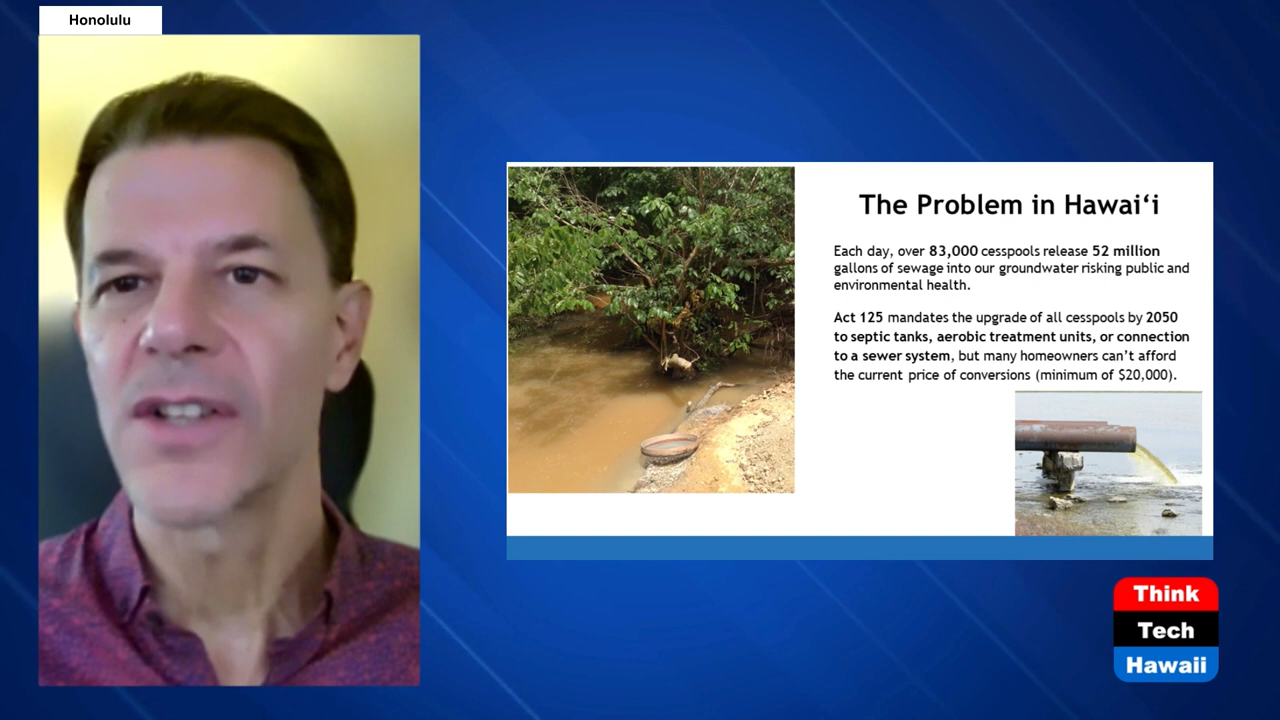 Honolulu
The Problem in Hawaiʻi
Each day, over 83,000 cesspools release 52 million
gallons of sewage into our groundwater risking public and
environmental health.
Act 125 mandates the upgrade of all cesspools by 2050
to septic tanks, aerobic treatment units, or connection
to a sewer system, but many homeowners can’t afford
the current price of conversions (minimum of $20,000).
Think
Tech
Hawaii